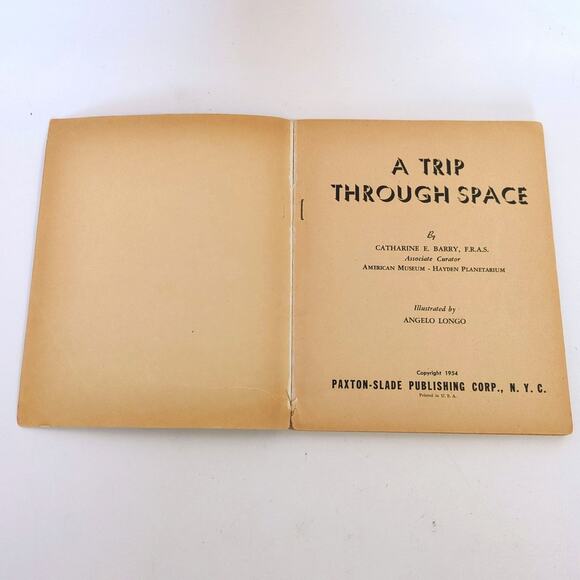 A TRIP
THROUGH SPACE
By
CATHARINE E. BARRY, F.R.A.S.
Associate Curator
AMERICAN MUSEUM - HAYDEN PLANETARIUM
Illustrated by
ANGELO LONGO
Copyright 1954
PAXTON-SLADE PUBLISHING CORP., N. Y. C.
Printed in U. S. A.